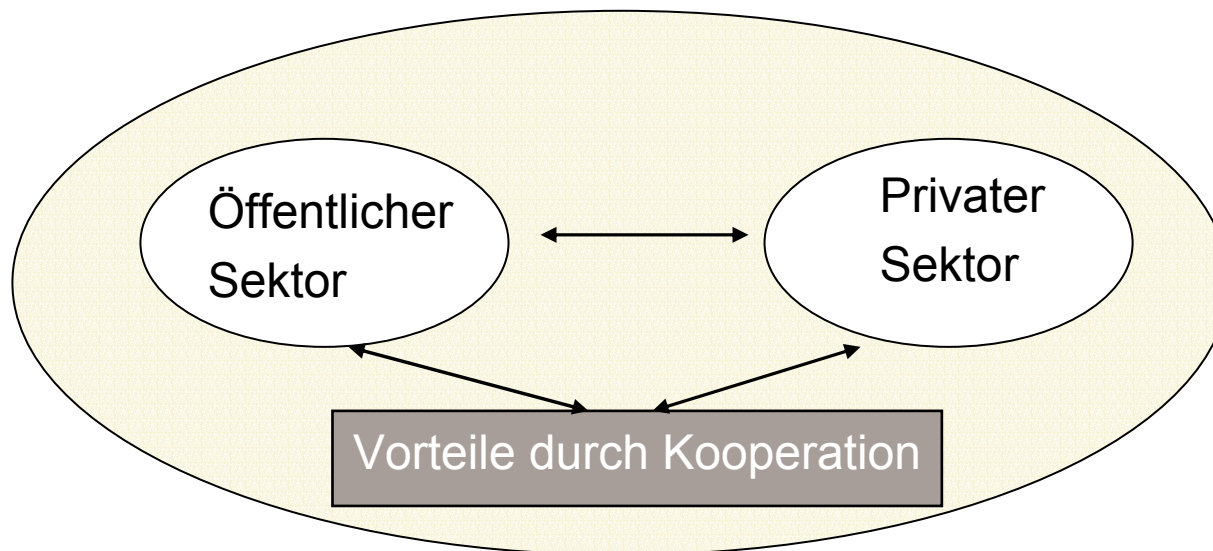 Öffentlicher
Sektor
Privater
Sektor
Vorteile durch Kooperation